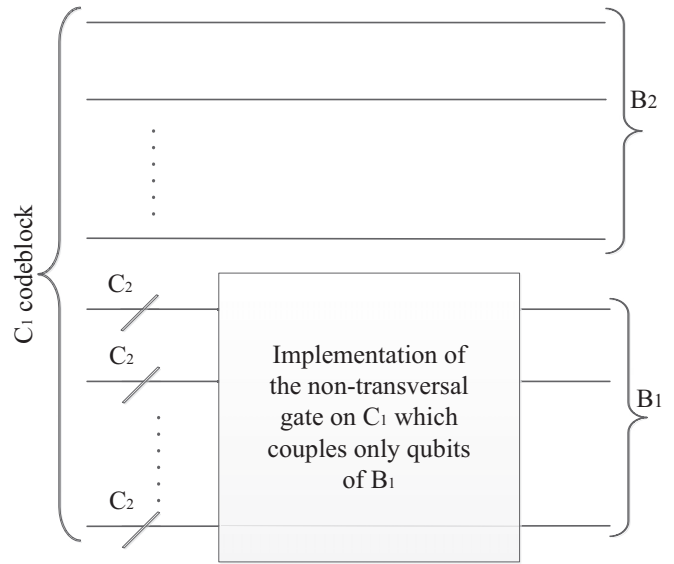 B2
C1 codeblock
C2
C2
C2
Implementation of
the non-transversal
gate on C1 which
couples only qubits
of B1
B1